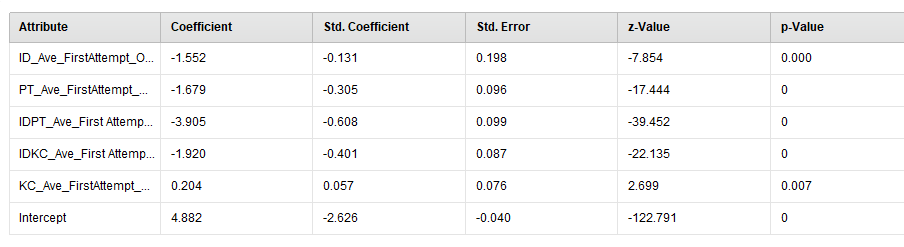 Attribute Coefficient Std. Coefficient Std. Error z-Value p-Value
ID_Ave_FirstAttempt_O... -1.552 -0.131 0.198 -7.854 0.000
PT_Ave_FirstAttempt_... -1.679 -0.305 0.096 -17.444 0
IDPT_Ave_First Attemp... -3.905 -0.608 0.099 -39.452 0
IDKC_Ave_First Attemp... -1.920 -0.401 0.087 -22.135 0
KC_Ave_FirstAttempt_... 0.204 0.057 0.076 2.699 0.007
Intercept 4.882 -2.626 -0.040 -122.791 0